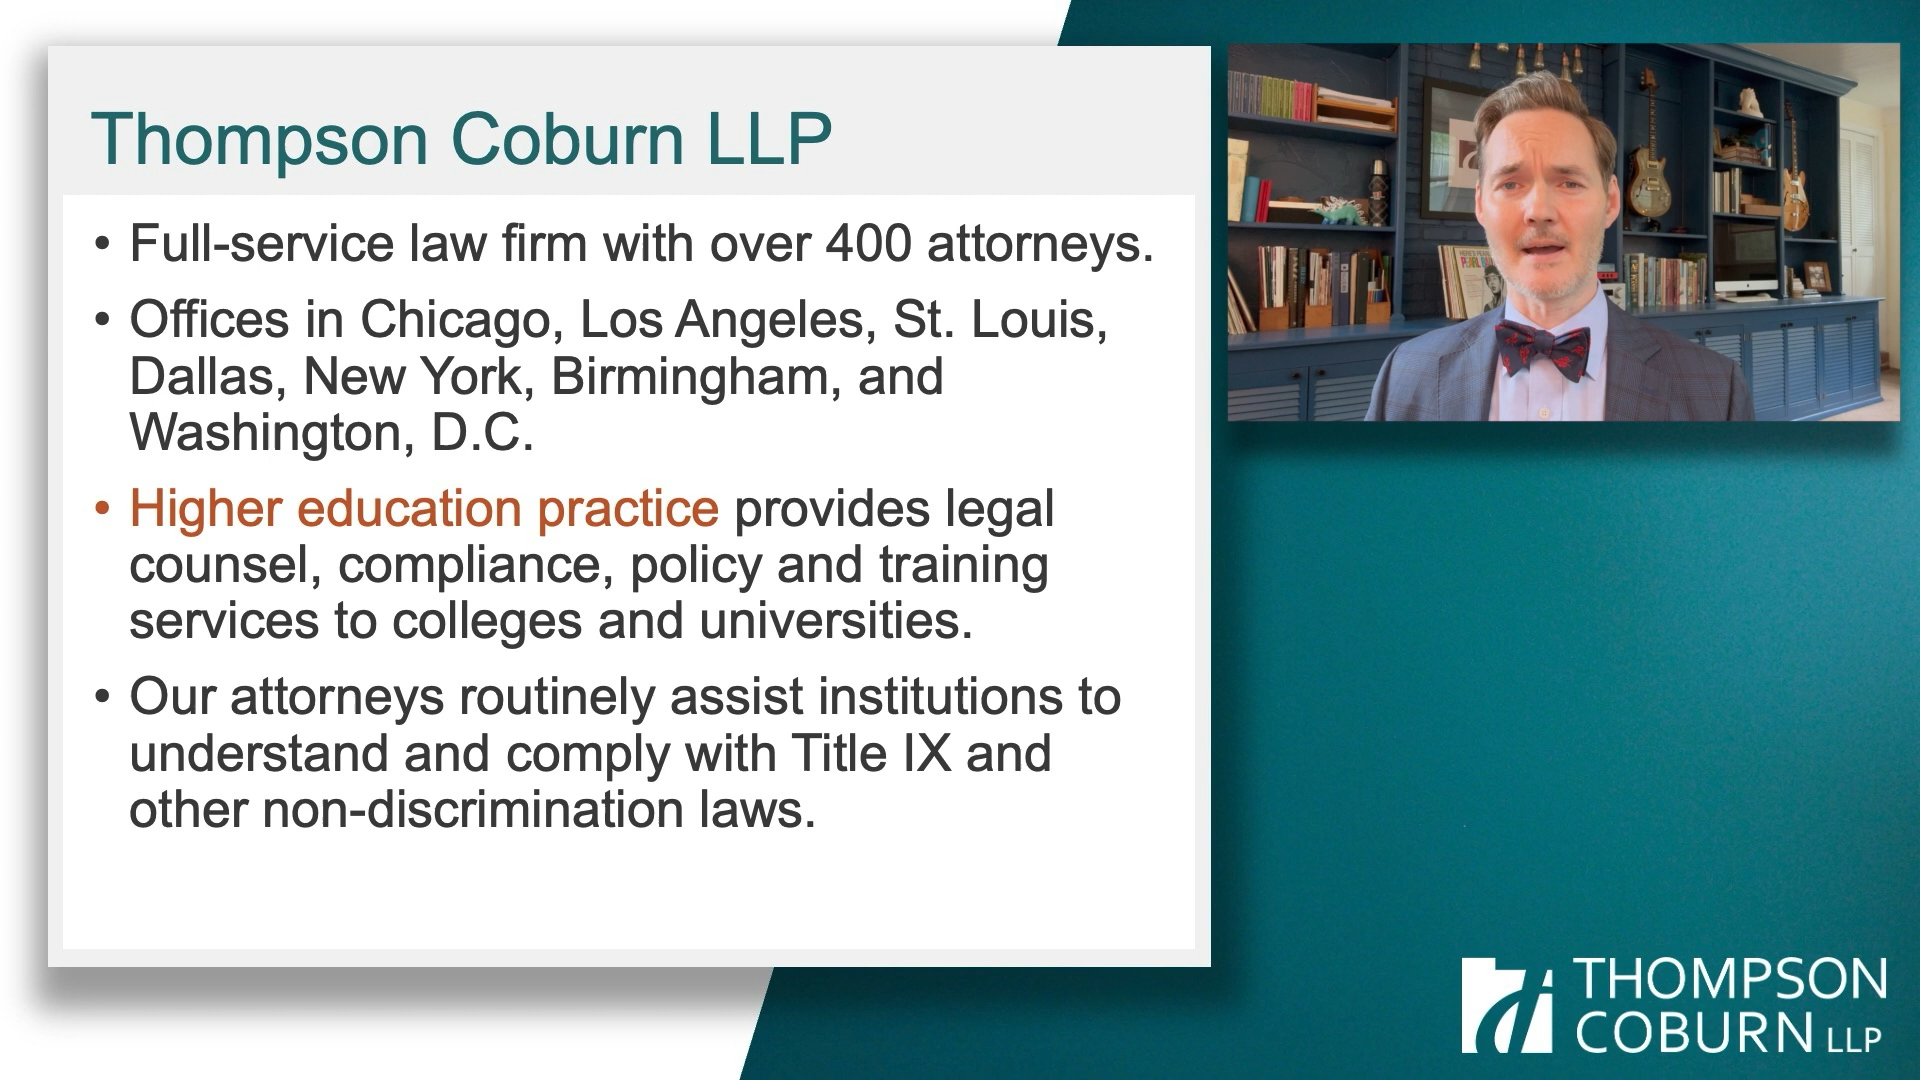 Thompson Coburn LLP
• Full-service law firm with over 400 attorneys.
• Offices in Chicago, Los Angeles, St. Louis,
Dallas, New York, Birmingham, and
Washington, D.C.
• Higher education practice provides legal
counsel, compliance, policy and training
services to colleges and universities.
• Our attorneys routinely assist institutions to
understand and comply with Title IX and
other non-discrimination laws.
THOMPSON
COBURN LLP